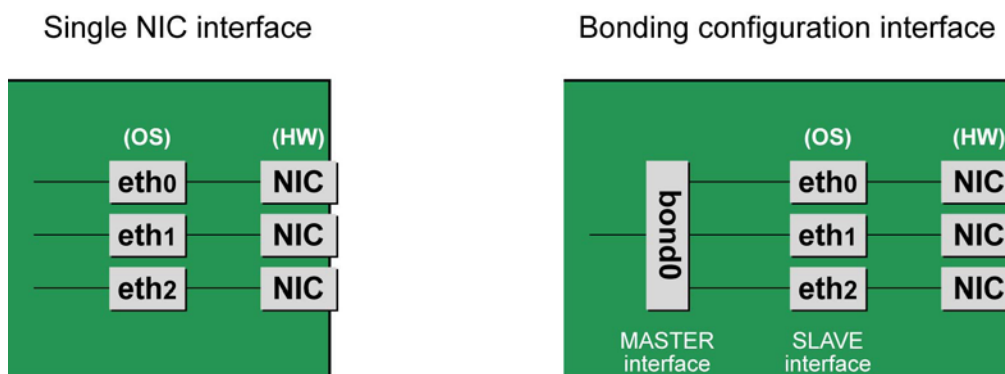 Single NIC interface
(OS) (HW)
eth0 NIC
eth1 NIC
eth2 NIC
Bonding configuration interface
(OS) (HW)
bond0
eth0 NIC
eth1 NIC
eth2 NIC
MASTER
interface
SLAVE
interface